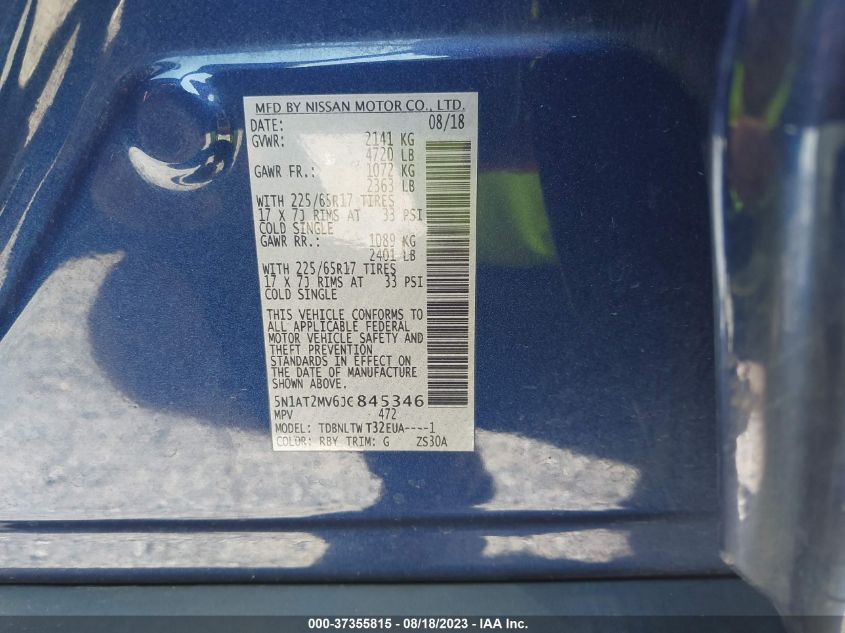 MFD BY NISSAN MOTOR CO., LTD.
DATE: 08/18
GVWR: 2141 KG
4720 LB
GAWR FR.: 1072 KG
2363 LB
WITH 225/65R17 TIRES
17 X 7J RIMS AT 33 PSI
COLD SINGLE
GAWR RR.: 1089 KG
2401 LB
WITH 225/65R17 TIRES
17 X 7J RIMS AT 33 PSI
COLD SINGLE
THIS VEHICLE CONFORMS TO
ALL APPLICABLE FEDERAL
MOTOR VEHICLE SAFETY AND
THEFT PREVENTION
STANDARDS IN EFFECT ON
THE DATE OF MANUFACTURE
SHOWN ABOVE.
5N1AT2MV6JC845346
MPV 472
MODEL: TDBNLTWT32EUA----1
COLOR: RBY TRIM: G ZS30A
000-37355815 - 08/18/2023 - IAA Inc.